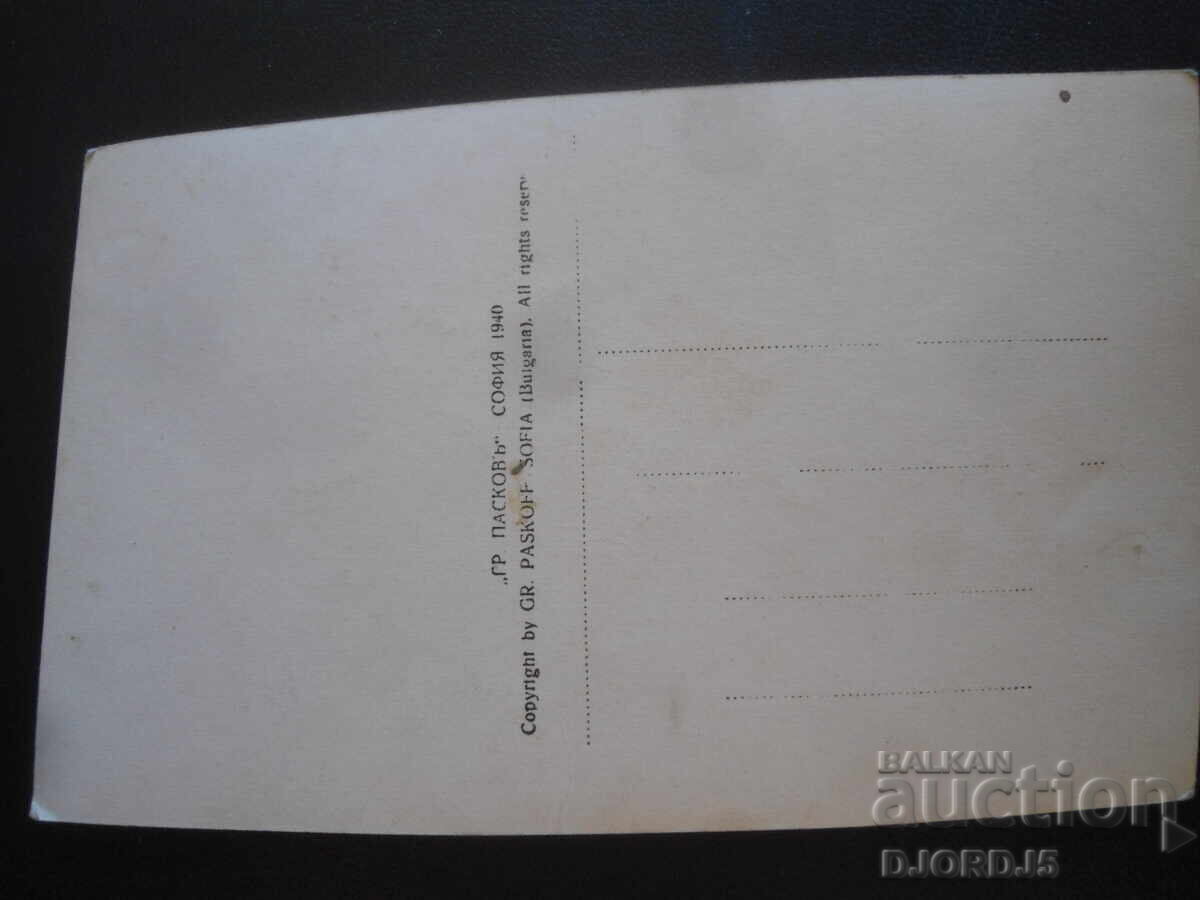 „ГР ПАСКОВЪ" СОФИЯ 1940
Copyright by GR. PASKOFF SOFIA (Bulgaria). All rights reserv
BALKAN
auction
DJORDJ5